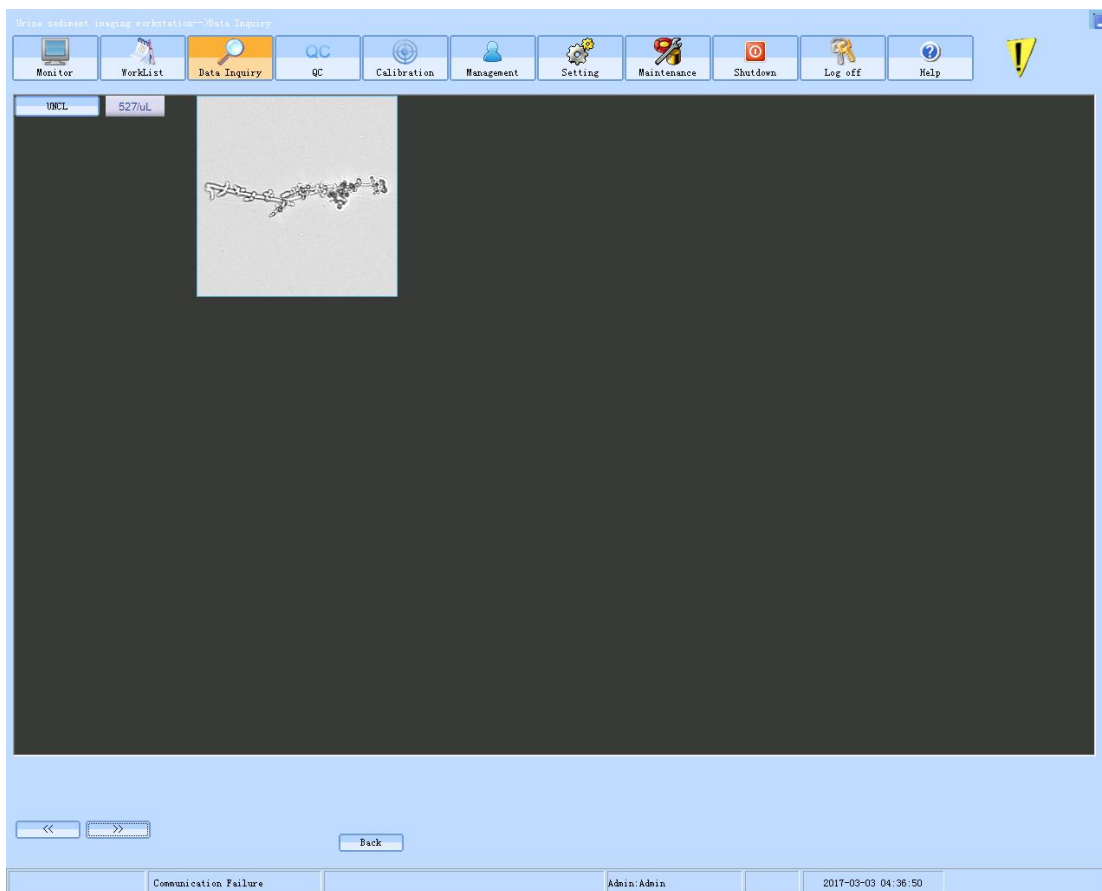 Urine sediment imaging workstation-->Data Inquiry
Monitor
WorkList
Data Inquiry
QC
QC
Calibration
Management
Setting
Maintenance
Shutdown
Log off
Help
UNCL
527/uL
<<
>>
Back
Communication Failure
Admin:Admin
2017-03-03 04:36:50